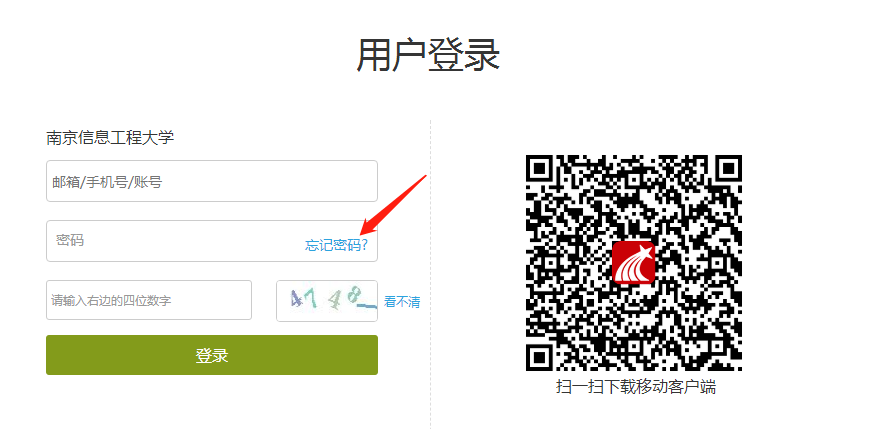 用户登录
南京信息工程大学
邮箱/手机号/账号
密码
忘记密码?
请输入右边的四位数字
4748
看不清
登录
扫一扫下载移动客户端